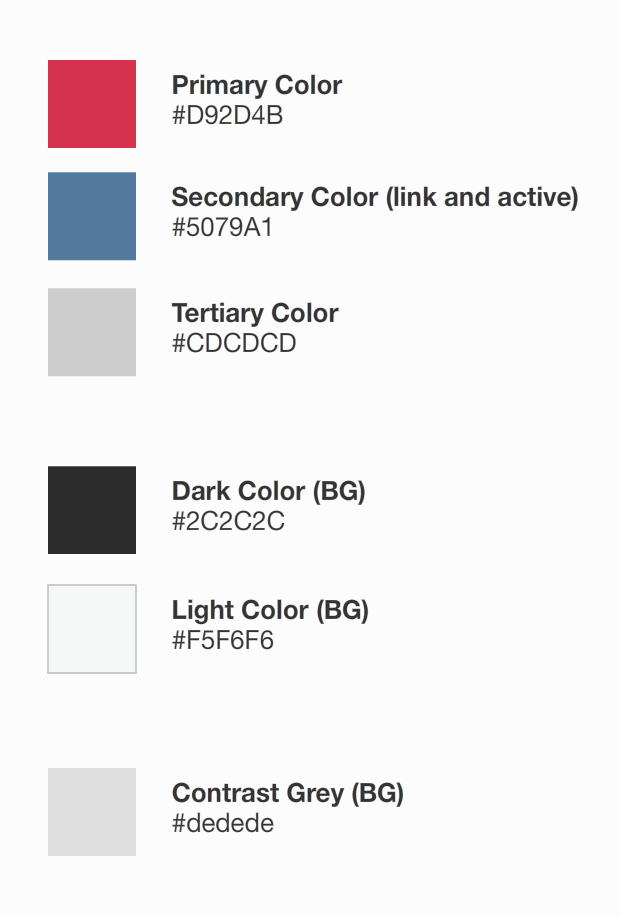 Primary Color
#D92D4B
Secondary Color (link and active)
#5079A1
Tertiary Color
#CDCDCD
Dark Color (BG)
#2C2C2C
Light Color (BG)
#F5F6F6
Contrast Grey (BG)
#dedede